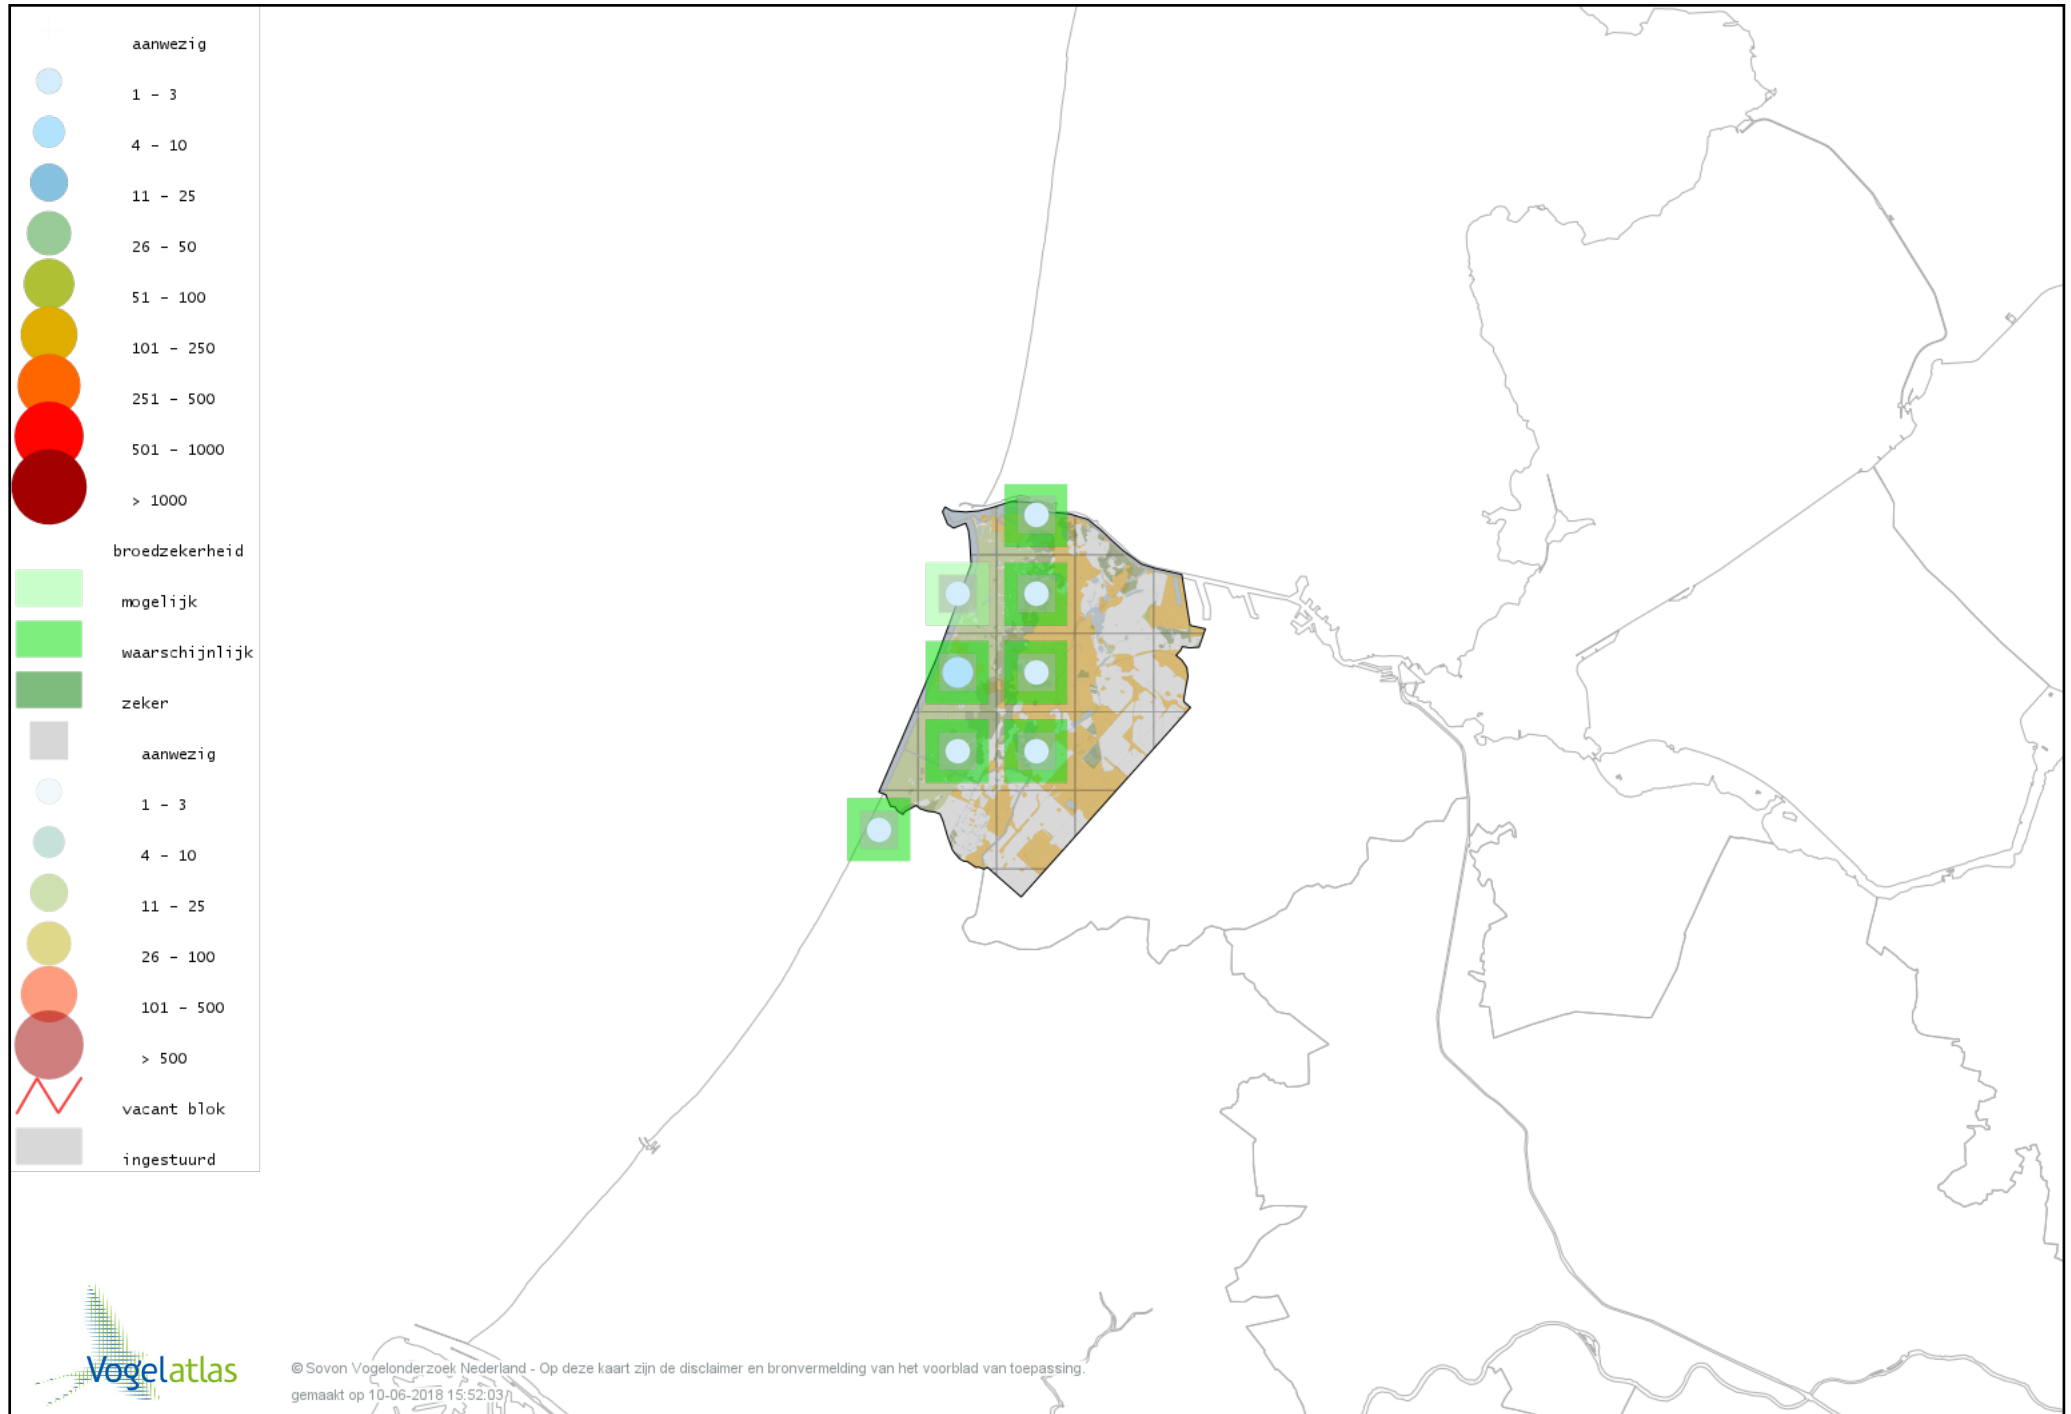 aanwezig
1 – 3
4 – 10
11 – 25
26 – 50
51 – 100
101 – 250
251 – 500
501 – 1000
> 1000
broedzekerheid
mogelijk
waarschijnlijk
zeker
aanwezig
1 – 3
4 – 10
11 – 25
26 – 100
101 – 500
> 500
vacant blok
ingestuurd
Vogelatlas
© Sovon Vogelonderzoek Nederland - Op deze kaart zijn de disclaimer en bronvermelding van het voorblad van toepassing.
gemaakt op 10-06-2018 15:52:03